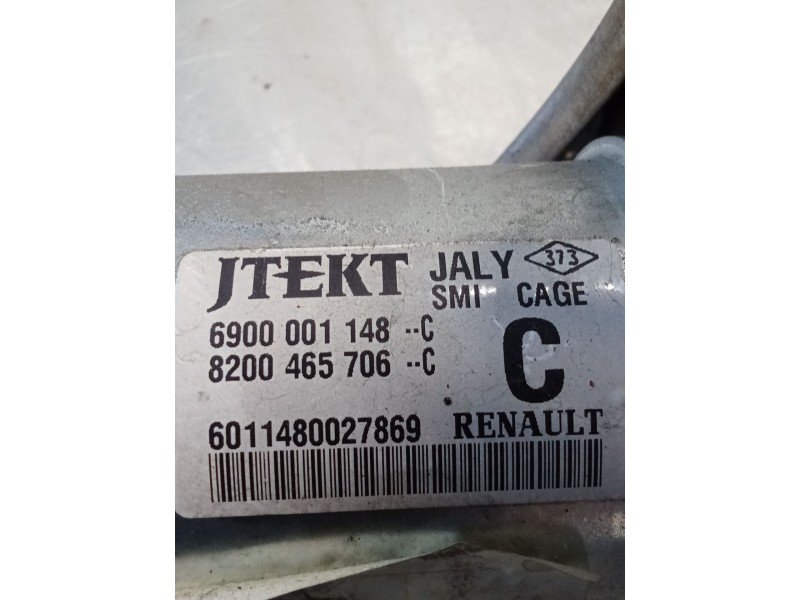 JTEKT JALY 373
SMI CAGE
6900 001 148 --C
8200 465 706 --C
C
6011480027869 RENAULT